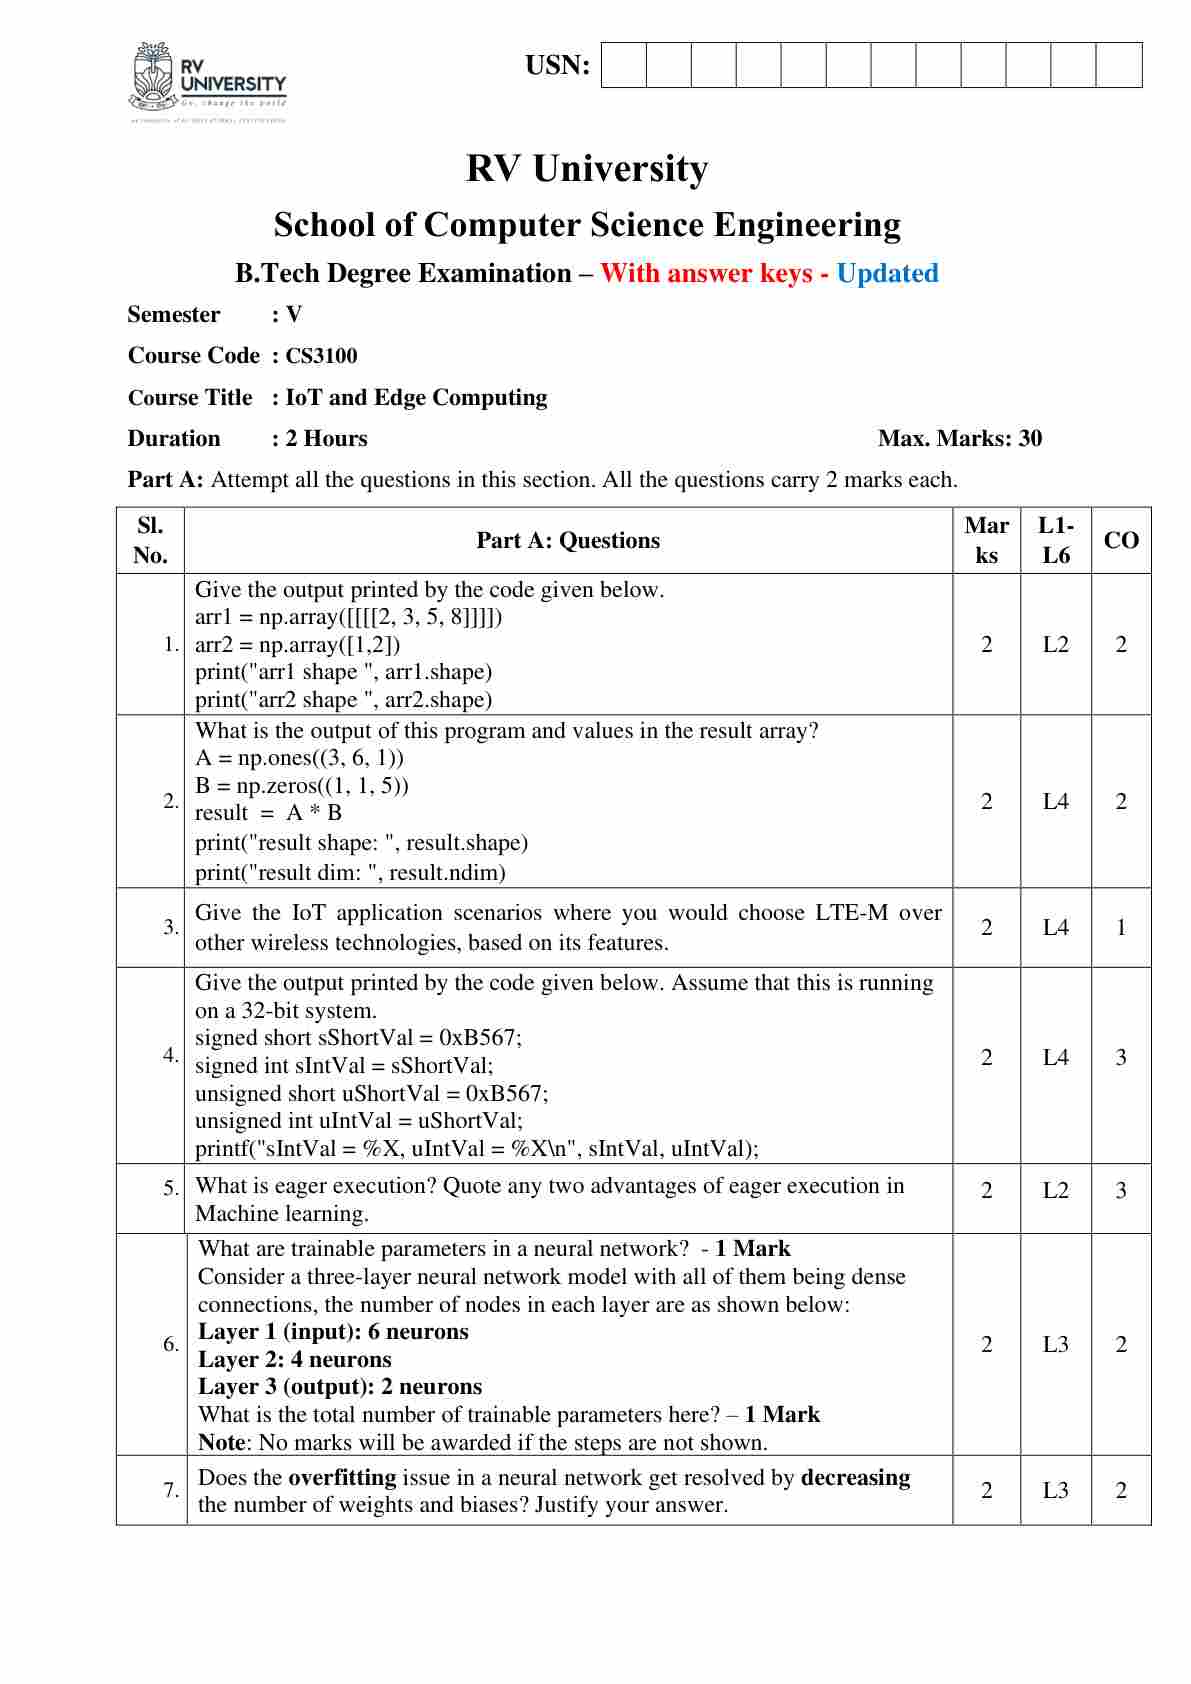 RV
UNIVERSITY
Go, change the world
USN:
RV University
School of Computer Science Engineering
B.Tech Degree Examination – With answer keys - Updated
Semester : V
Course Code : CS3100
Course Title : IoT and Edge Computing
Duration : 2 Hours Max. Marks: 30
Part A: Attempt all the questions in this section. All the questions carry 2 marks each.
Sl. No. Part A: Questions Mar ks L1- L6 CO
Give the output printed by the code given below.
arr1 = np.array([[[[2, 3, 5, 8]]]])
1. arr2 = np.array([1,2]) 2 L2 2
print("arr1 shape ", arr1.shape)
print("arr2 shape ", arr2.shape)
What is the output of this program and values in the result array?
A = np.ones((3, 6, 1))
B = np.zeros((1, 1, 5))
2. result = A * B 2 L4 2
print("result shape: ", result.shape)
print("result dim: ", result.ndim)
3. Give the IoT application scenarios where you would choose LTE-M over 2 L4 1
other wireless technologies, based on its features.
Give the output printed by the code given below. Assume that this is running
on a 32-bit system.
signed short sShortVal = 0xB567;
4. signed int sIntVal = sShortVal; 2 L4 3
unsigned short uShortVal = 0xB567;
unsigned int uIntVal = uShortVal;
printf("sIntVal = %X, uIntVal = %X\n", sIntVal, uIntVal);
5. What is eager execution? Quote any two advantages of eager execution in 2 L2 3
Machine learning.
What are trainable parameters in a neural network? - 1 Mark
Consider a three-layer neural network model with all of them being dense
connections, the number of nodes in each layer are as shown below:
6. Layer 1 (input): 6 neurons 2 L3 2
Layer 2: 4 neurons
Layer 3 (output): 2 neurons
What is the total number of trainable parameters here? – 1 Mark
Note: No marks will be awarded if the steps are not shown.
7. Does the overfitting issue in a neural network get resolved by decreasing 2 L3 2
the number of weights and biases? Justify your answer.